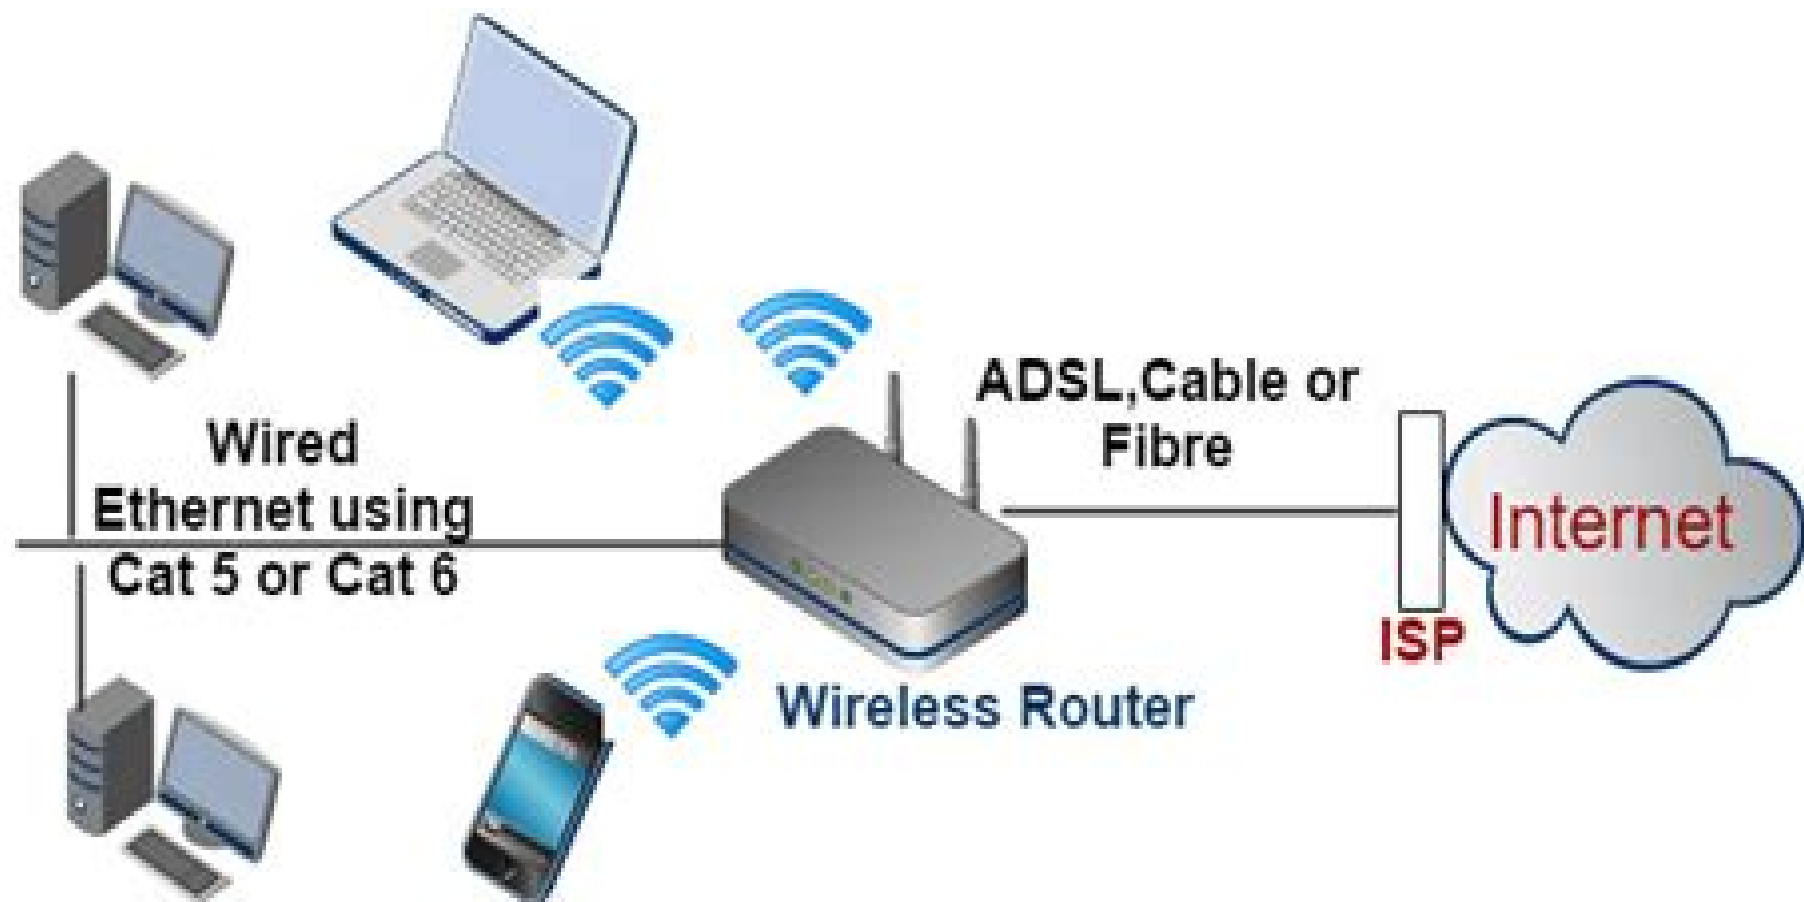 Wired
Ethernet using
Cat 5 or Cat 6
ADSL,Cable or
Fibre
Internet
ISP
Wireless Router